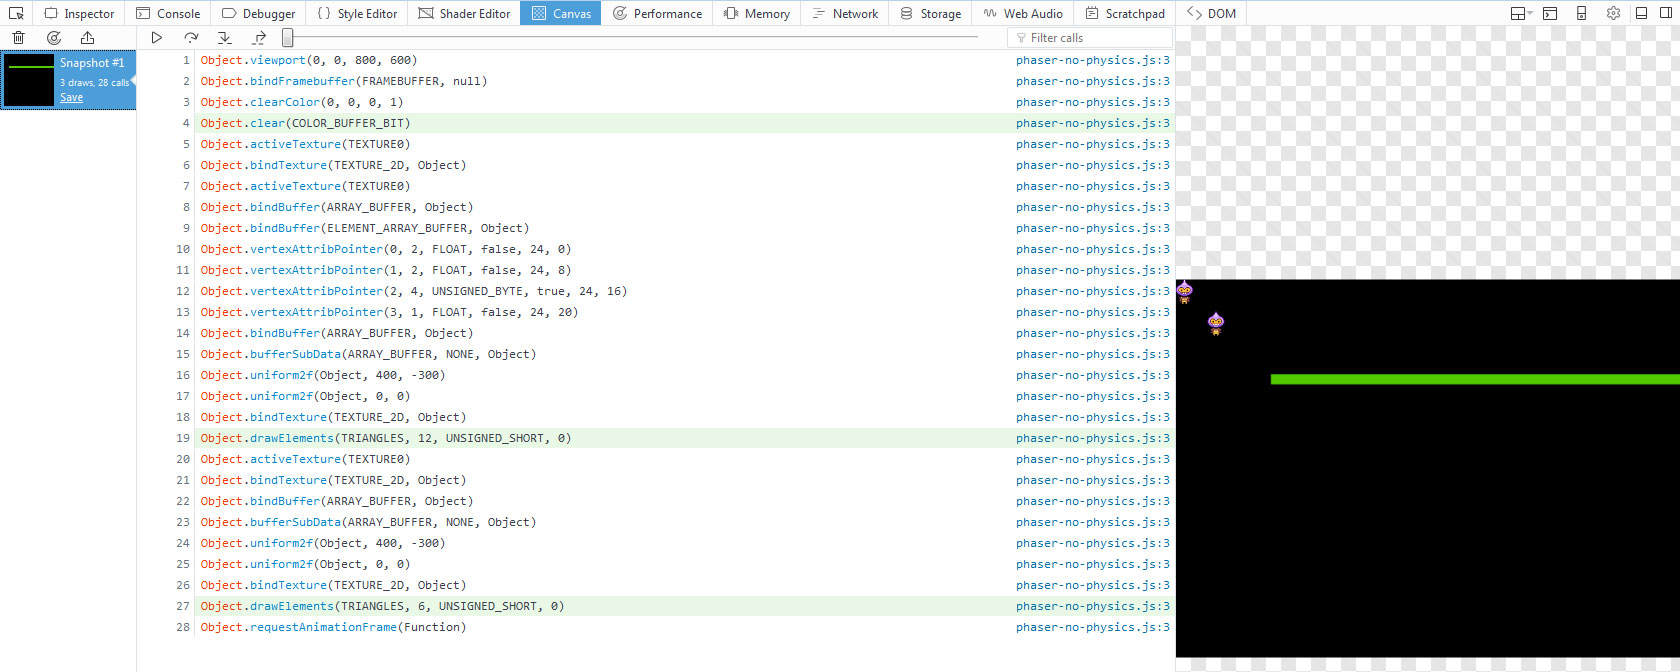 Inspector Console Debugger Style Editor Shader Editor Canvas Performance Memory Network Storage Web Audio Scratchpad DOM
Filter calls
Snapshot #1
3 draws, 28 calls
Save
1 Object.viewport(0, 0, 800, 600) phaser-no-physics.js:3
2 Object.bindFramebuffer(FRAMEBUFFER, null) phaser-no-physics.js:3
3 Object.clearColor(0, 0, 0, 1) phaser-no-physics.js:3
4 Object.clear(COLOR_BUFFER_BIT) phaser-no-physics.js:3
5 Object.activeTexture(TEXTURE0) phaser-no-physics.js:3
6 Object.bindTexture(TEXTURE_2D, Object) phaser-no-physics.js:3
7 Object.activeTexture(TEXTURE0) phaser-no-physics.js:3
8 Object.bindBuffer(ARRAY_BUFFER, Object) phaser-no-physics.js:3
9 Object.bindBuffer(ELEMENT_ARRAY_BUFFER, Object) phaser-no-physics.js:3
10 Object.vertexAttribPointer(0, 2, FLOAT, false, 24, 0) phaser-no-physics.js:3
11 Object.vertexAttribPointer(1, 2, FLOAT, false, 24, 8) phaser-no-physics.js:3
12 Object.vertexAttribPointer(2, 4, UNSIGNED_BYTE, true, 24, 16) phaser-no-physics.js:3
13 Object.vertexAttribPointer(3, 1, FLOAT, false, 24, 20) phaser-no-physics.js:3
14 Object.bindBuffer(ARRAY_BUFFER, Object) phaser-no-physics.js:3
15 Object.bufferSubData(ARRAY_BUFFER, NONE, Object) phaser-no-physics.js:3
16 Object.uniform2f(Object, 400, -300) phaser-no-physics.js:3
17 Object.uniform2f(Object, 0, 0) phaser-no-physics.js:3
18 Object.bindTexture(TEXTURE_2D, Object) phaser-no-physics.js:3
19 Object.drawElements(TRIANGLES, 12, UNSIGNED_SHORT, 0) phaser-no-physics.js:3
20 Object.activeTexture(TEXTURE0) phaser-no-physics.js:3
21 Object.bindTexture(TEXTURE_2D, Object) phaser-no-physics.js:3
22 Object.bindBuffer(ARRAY_BUFFER, Object) phaser-no-physics.js:3
23 Object.bufferSubData(ARRAY_BUFFER, NONE, Object) phaser-no-physics.js:3
24 Object.uniform2f(Object, 400, -300) phaser-no-physics.js:3
25 Object.uniform2f(Object, 0, 0) phaser-no-physics.js:3
26 Object.bindTexture(TEXTURE_2D, Object) phaser-no-physics.js:3
27 Object.drawElements(TRIANGLES, 6, UNSIGNED_SHORT, 0) phaser-no-physics.js:3
28 Object.requestAnimationFrame(Function) phaser-no-physics.js:3